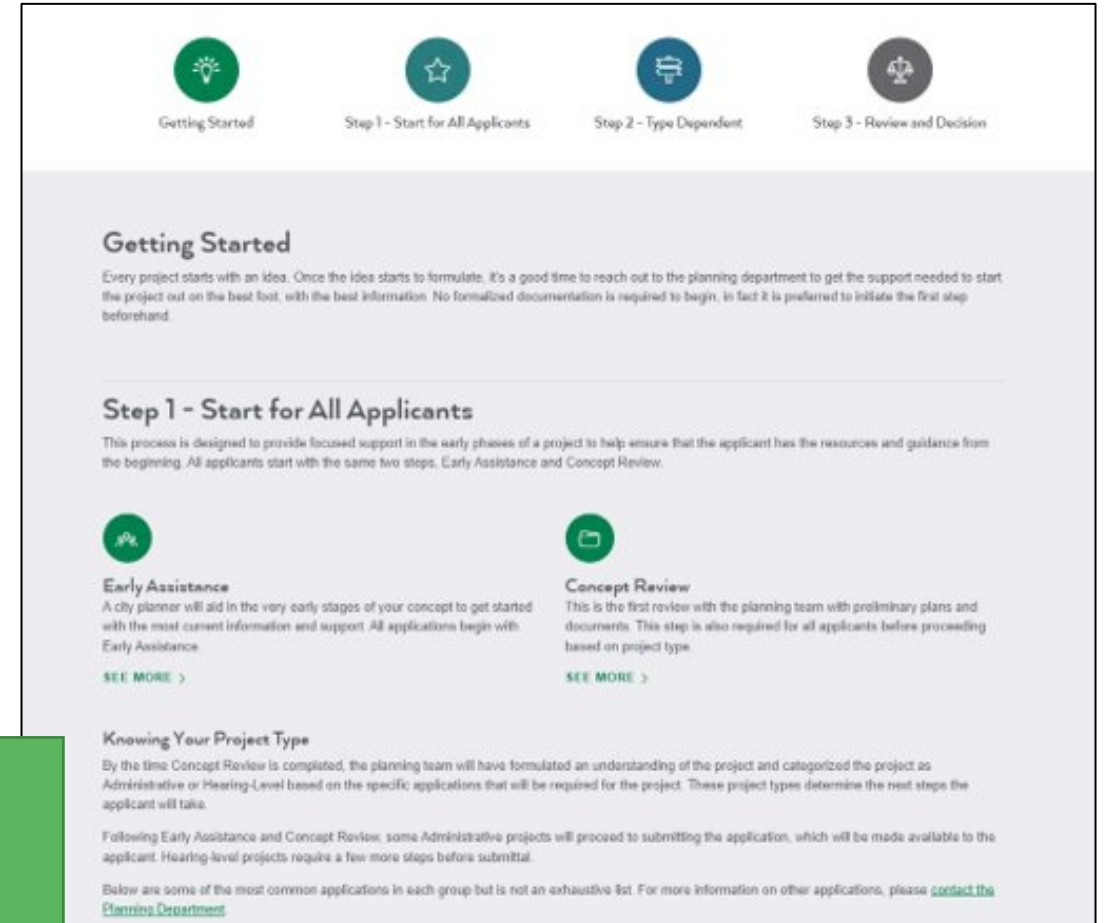 Getting Started
Step 1 - Start for All Applicants
Step 2 - Type Dependent
Step 3 - Review and Decision
Getting Started
Every project starts with an idea. Once the idea starts to formulate, it's a good time to reach out to the planning department to get the support needed to start
the project out on the best foot, with the best information. No formalized documentation is required to begin, in fact it is preferred to initiate the first step
beforehand.
Step 1 - Start for All Applicants
This process is designed to provide focused support in the early phases of a project to help ensure that the applicant has the resources and guidance from
the beginning. All applicants start with the same two steps, Early Assistance and Concept Review.
Early Assistance
A city planner will aid in the very early stages of your concept to get started
with the most current information and support. All applications begin with
Early Assistance.
SEE MORE >
Concept Review
This is the first review with the planning team with preliminary plans and
documents. This step is also required for all applicants before proceeding
based on project type.
SEE MORE >
Knowing Your Project Type
By the time Concept Review is completed, the planning team will have formulated an understanding of the project and categorized the project as
Administrative or Hearing-Level based on the specific applications that will be required for the project. These project types determine the next steps the
applicant will take.
Following Early Assistance and Concept Review, some Administrative projects will proceed to submitting the application, which will be made available to the
applicant. Hearing-level projects require a few more steps before submittal.
Below are some of the most common applications in each group but is not an exhaustive list. For more information on other applications, please contact the
Planning Department.